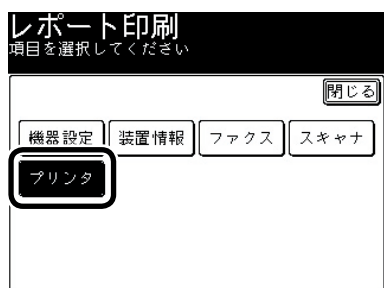 レポート印刷
項目を選択してください
閉じる
機器設定 装置情報 ファクス スキャナ
プリンタ